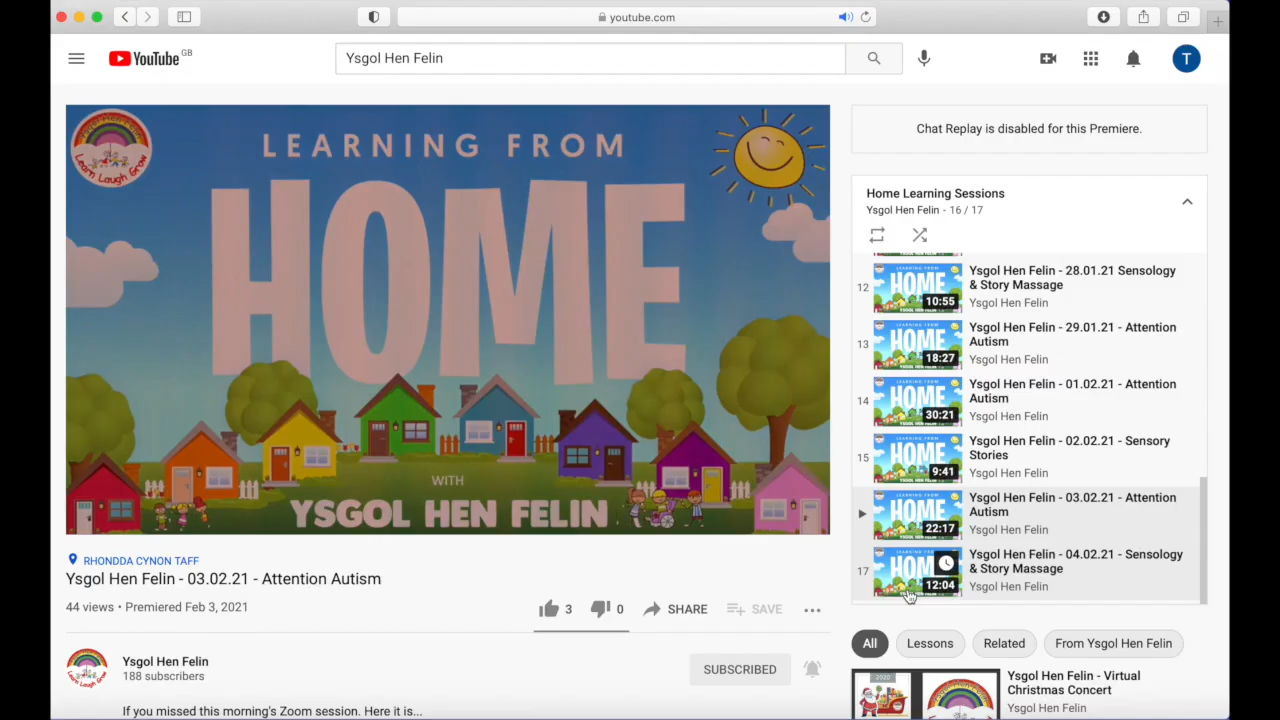 youtube.com
YouTube GB
Ysgol Hen Felin
T
LEARNING FROM
HOME
WITH
YSGOL HEN FELIN
Learn Laugh Grow
RHONDDA CYNON TAFF
Ysgol Hen Felin - 03.02.21 - Attention Autism
44 views • Premiered Feb 3, 2021
3
0
SHARE
SAVE
Ysgol Hen Felin
188 subscribers
SUBSCRIBED
If you missed this morning's Zoom session. Here it is...
Chat Replay is disabled for this Premiere.
Home Learning Sessions
Ysgol Hen Felin - 16 / 17
12
HOME
10:55
Ysgol Hen Felin - 28.01.21 Sensology
& Story Massage
Ysgol Hen Felin
13
HOME
18:27
Ysgol Hen Felin - 29.01.21 - Attention
Autism
Ysgol Hen Felin
14
HOME
30:21
Ysgol Hen Felin - 01.02.21 - Attention
Autism
Ysgol Hen Felin
15
HOME
9:41
Ysgol Hen Felin - 02.02.21 - Sensory
Stories
Ysgol Hen Felin
HOME
22:17
Ysgol Hen Felin - 03.02.21 - Attention
Autism
Ysgol Hen Felin
17
12:04
Ysgol Hen Felin - 04.02.21 - Sensology
& Story Massage
Ysgol Hen Felin
All
Lessons
Related
From Ysgol Hen Felin
2020
Ysgol Hen Felin - Virtual
Christmas Concert
Ysgol Hen Felin